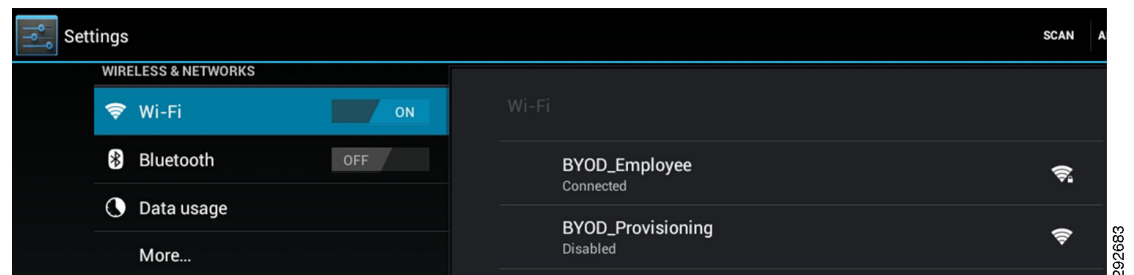 Settings
SCAN
WIRELESS & NETWORKS
Wi-Fi ON
Bluetooth OFF
Data usage
More...
Wi-Fi
BYOD_Employee
Connected
BYOD_Provisioning
Disabled
292683